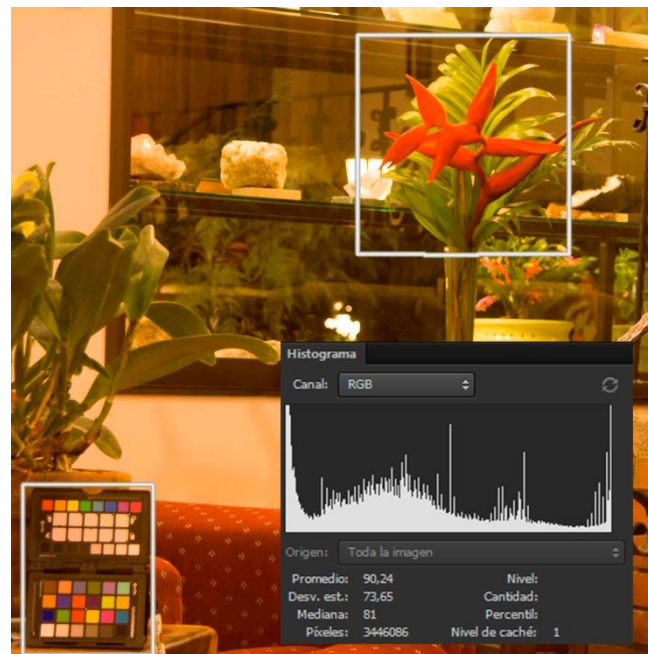 Histograma
Canal: RGB
Origen: Toda la imagen
Promedio: 90,24 Nivel:
Desv. est.: 73,65 Cantidad:
Mediana: 81 Percentil:
Píxeles: 3446086 Nivel de caché: 1